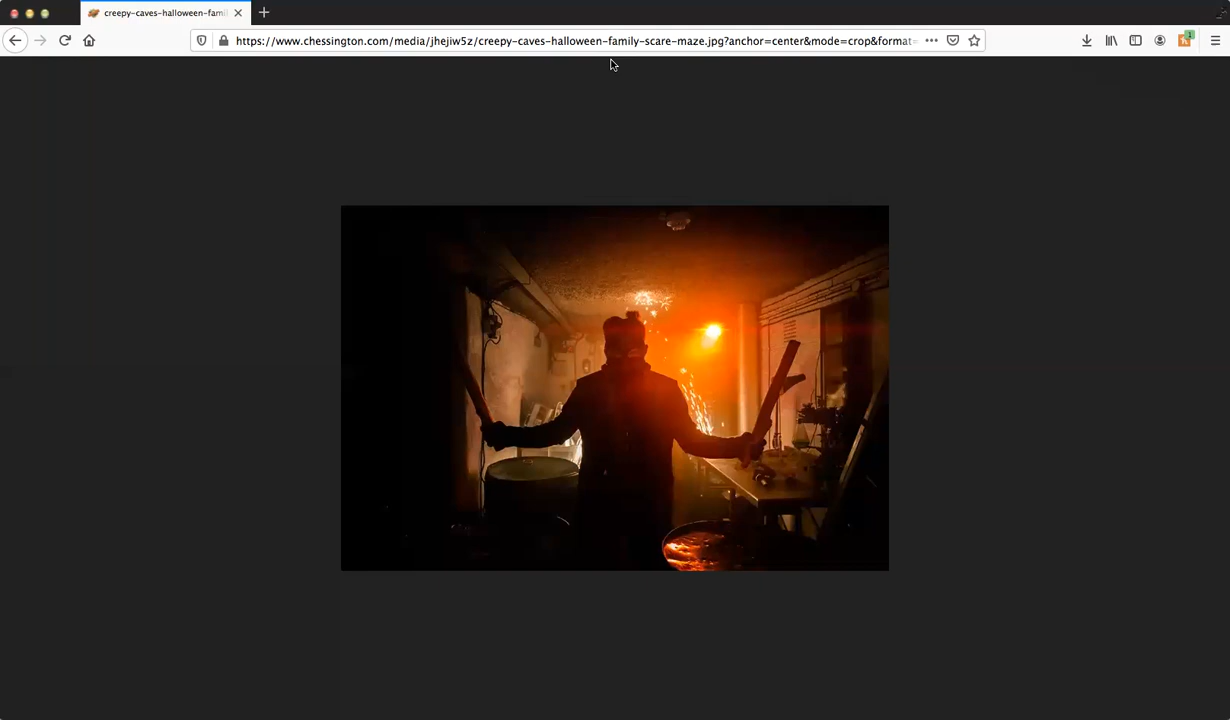 creepy-caves-halloween-fami
https://www.chessington.com/media/jhejiw5z/creepy-caves-halloween-family-scare-maze.jpg?anchor=center&mode=crop&format=
1